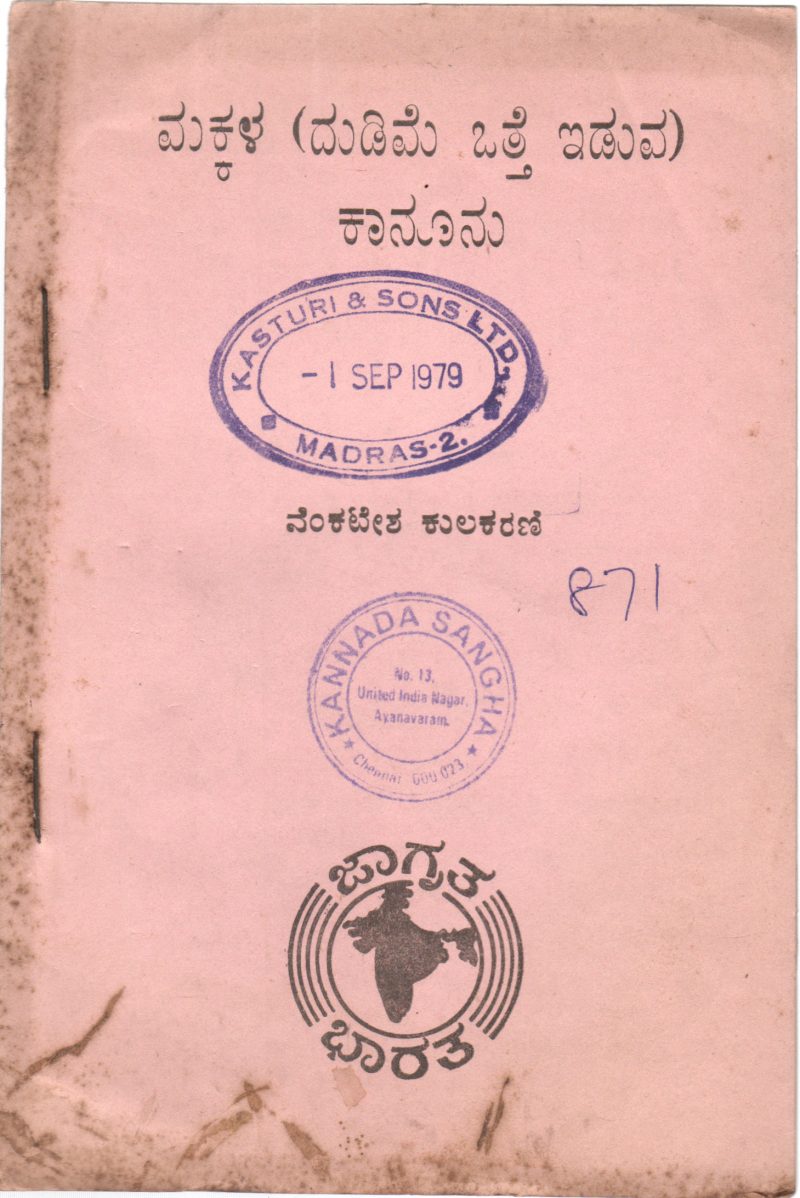 ಮಕ್ಕಳ (ದುಡಿಮೆ ಒತ್ತೆ ಇಡುವ)
ಕಾನೂನು
KASTURI & SONS LTD.
-1 SEP 1979
MADRAS-2.
ವೆಂಕಟೇಶ ಕುಲಕರಣಿ
871
KANNADA SANGHA
No. 13,
United India Nagar,
Ayanavaram.
Chennai 600 023.
ಜಾಗೃತ
ಭಾರತ